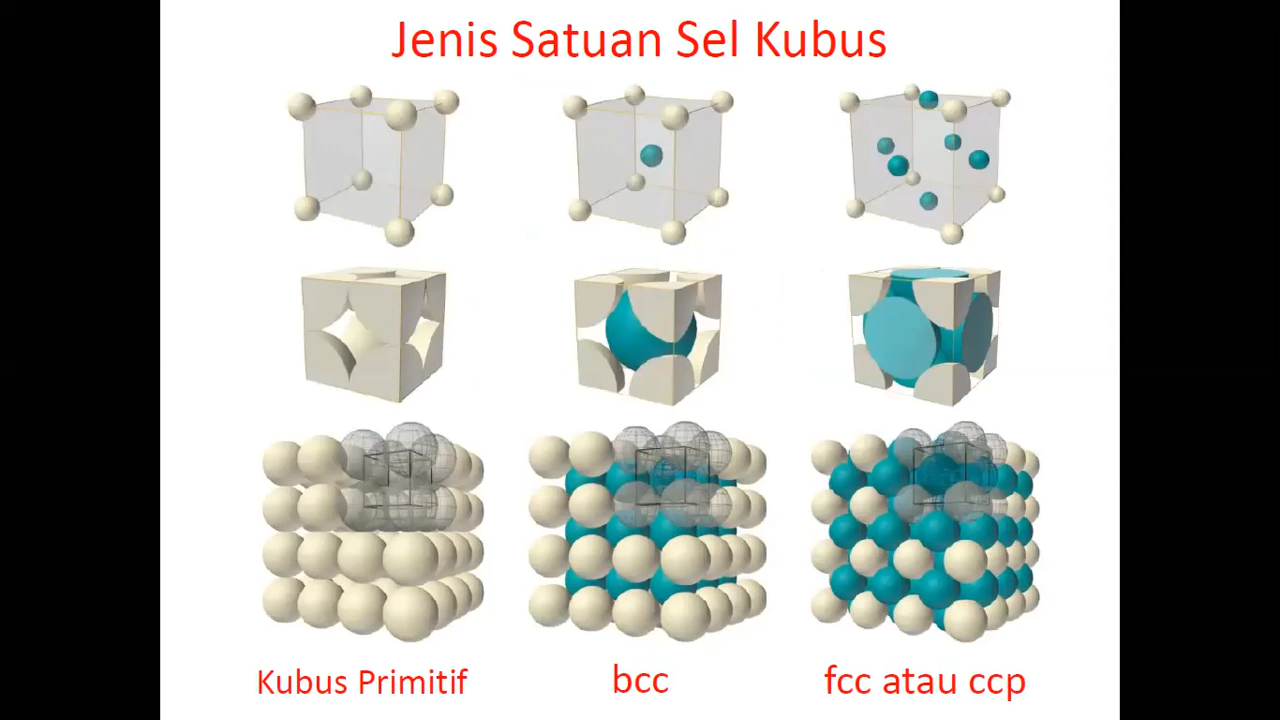 Jenis Satuan Sel Kubus
Kubus Primitif
bcc
fcc atau ccp